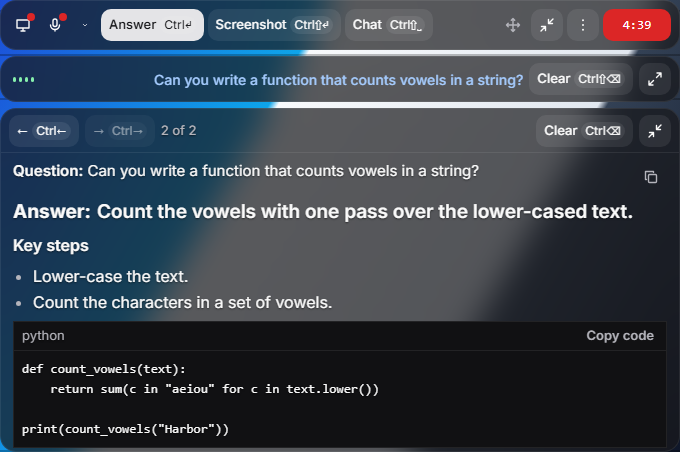 Answer Ctrl↵ Screenshot Ctrl⇧↵ Chat Ctrl⇧⎵ 4:39
Can you write a function that counts vowels in a string? Clear Ctrl⇧⌫
← Ctrl← → Ctrl→ 2 of 2 Clear Ctrl⌫
Question: Can you write a function that counts vowels in a string?
Answer: Count the vowels with one pass over the lower-cased text.
Key steps
• Lower-case the text.
• Count the characters in a set of vowels.
python Copy code
def count_vowels(text):
    return sum(c in "aeiou" for c in text.lower())
print(count_vowels("Harbor"))